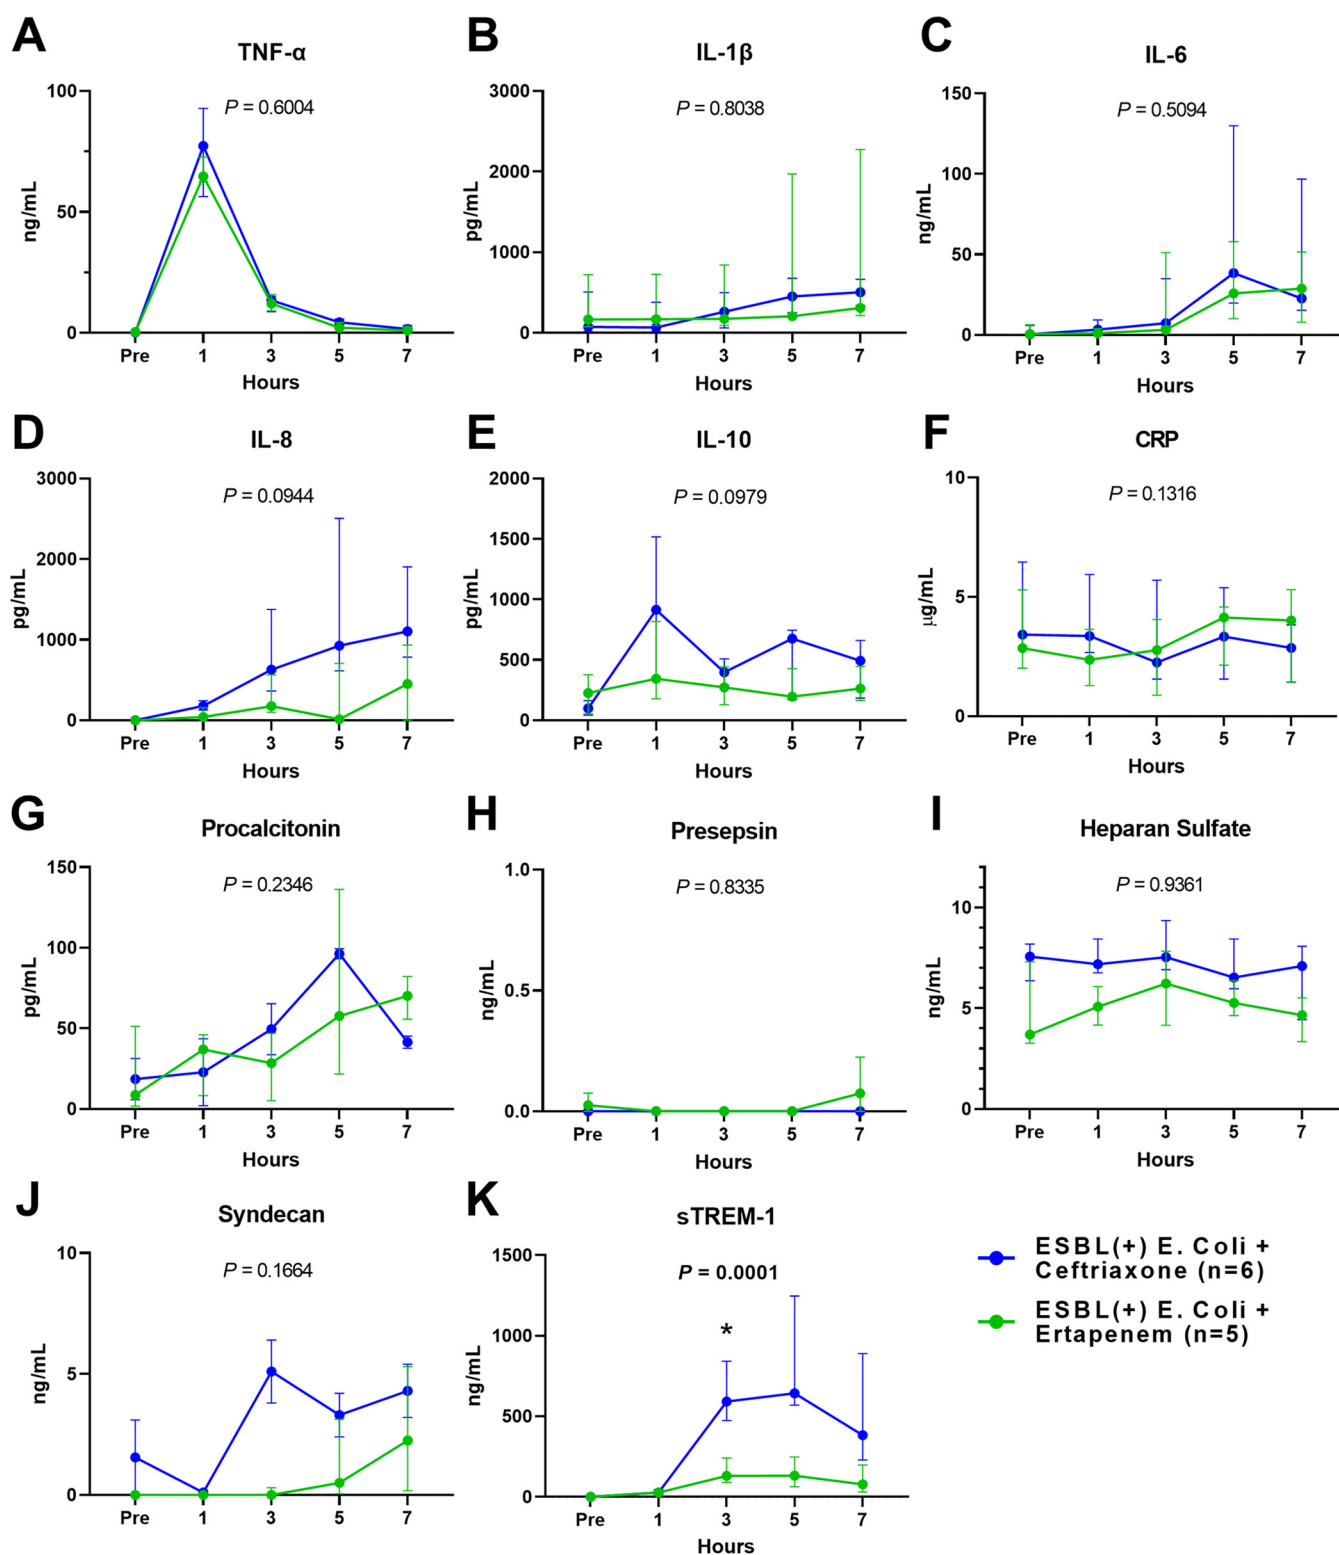 A
TNF-α
P = 0.6004
ng/mL
100
50
0
Pre 1 3 5 7
Hours
B
IL-1β
P = 0.8038
pg/mL
3000
2000
1000
0
Pre 1 3 5 7
Hours
C
IL-6
P = 0.5094
ng/mL
150
100
50
0
Pre 1 3 5 7
Hours
D
IL-8
P = 0.0944
pg/mL
3000
2000
1000
0
Pre 1 3 5 7
Hours
E
IL-10
P = 0.0979
pg/mL
2000
1500
1000
500
0
Pre 1 3 5 7
Hours
F
CRP
P = 0.1316
μg/mL
10
5
0
Pre 1 3 5 7
Hours
G
Procalcitonin
P = 0.2346
pg/mL
150
100
50
0
Pre 1 3 5 7
Hours
H
Presepsin
P = 0.8335
ng/mL
1.0
0.5
0.0
Pre 1 3 5 7
Hours
I
Heparan Sulfate
P = 0.9361
ng/mL
10
5
0
Pre 1 3 5 7
Hours
J
Syndecan
P = 0.1664
ng/mL
10
5
0
Pre 1 3 5 7
Hours
K
sTREM-1
P = 0.0001
*
ng/mL
1500
1000
500
0
Pre 1 3 5 7
Hours
ESBL(+) E. Coli +
Ceftriaxone (n=6)
ESBL(+) E. Coli +
Ertapenem (n=5)